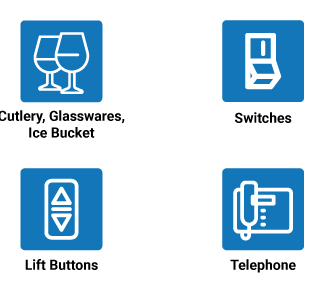 Cutlery, Glasswares,
Ice Bucket
Switches
Lift Buttons
Telephone